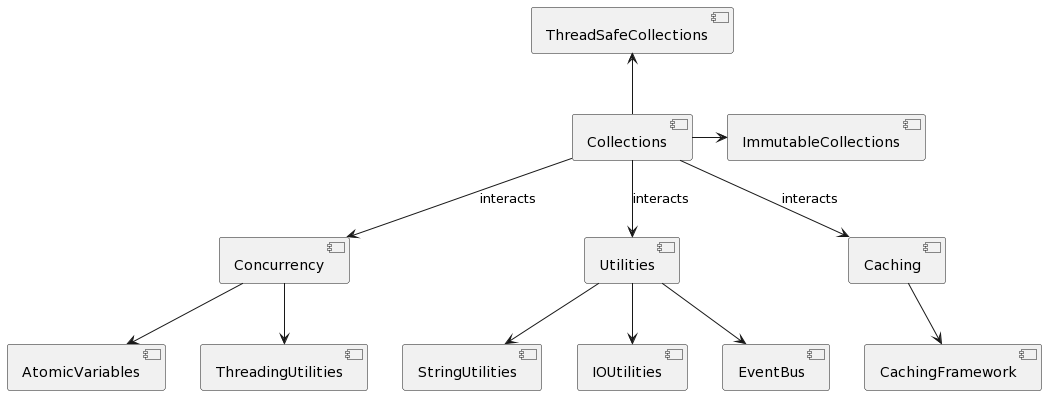 ThreadSafeCollections
Collections
ImmutableCollections
interacts
interacts
interacts
Concurrency
Utilities
Caching
AtomicVariables
ThreadingUtilities
StringUtilities
IOUtilities
EventBus
CachingFramework